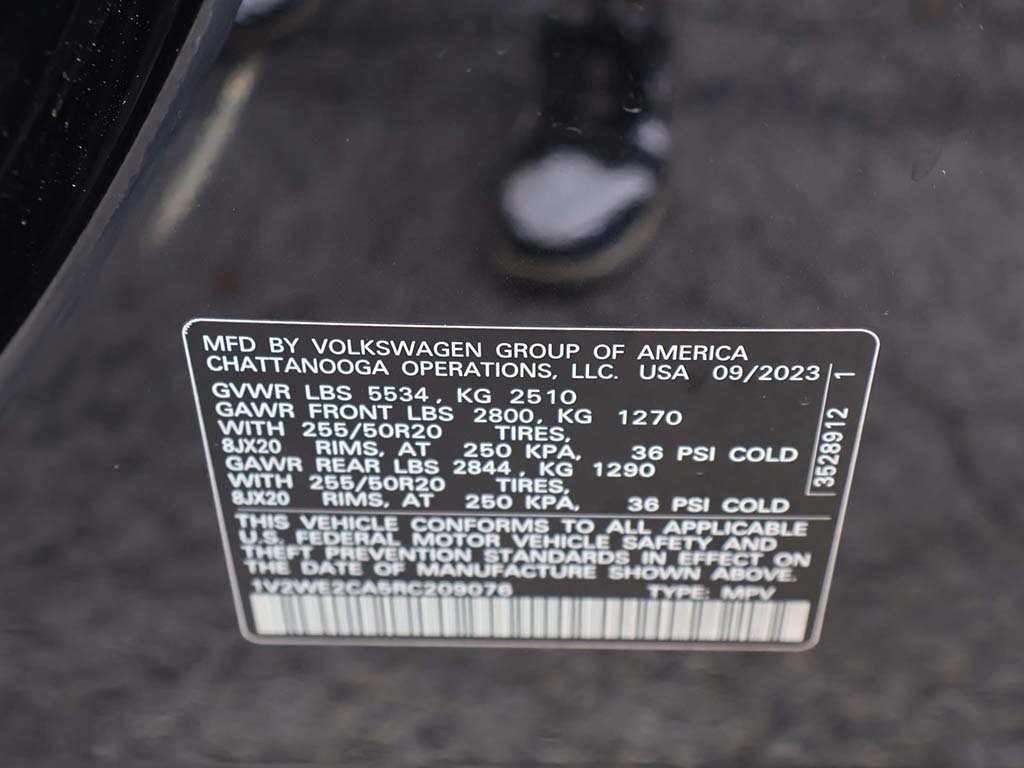 MFD BY VOLKSWAGEN GROUP OF AMERICA
CHATTANOOGA OPERATIONS, LLC. USA 09/2023
GVWR LBS 5534, KG 2510
GAWR FRONT LBS 2800, KG 1270
WITH 255/50R20 TIRES,
8JX20 RIMS, AT 250 KPA, 36 PSI COLD
GAWR REAR LBS 2844, KG 1290
WITH 255/50R20 TIRES,
8JX20 RIMS, AT 250 KPA, 36 PSI COLD
THIS VEHICLE CONFORMS TO ALL APPLICABLE
U.S. FEDERAL MOTOR VEHICLE SAFETY AND
THEFT PREVENTION STANDARDS IN EFFECT ON
THE DATE OF MANUFACTURE SHOWN ABOVE.
1V2WE2CA5RC209076 TYPE: MPV
3528912 1